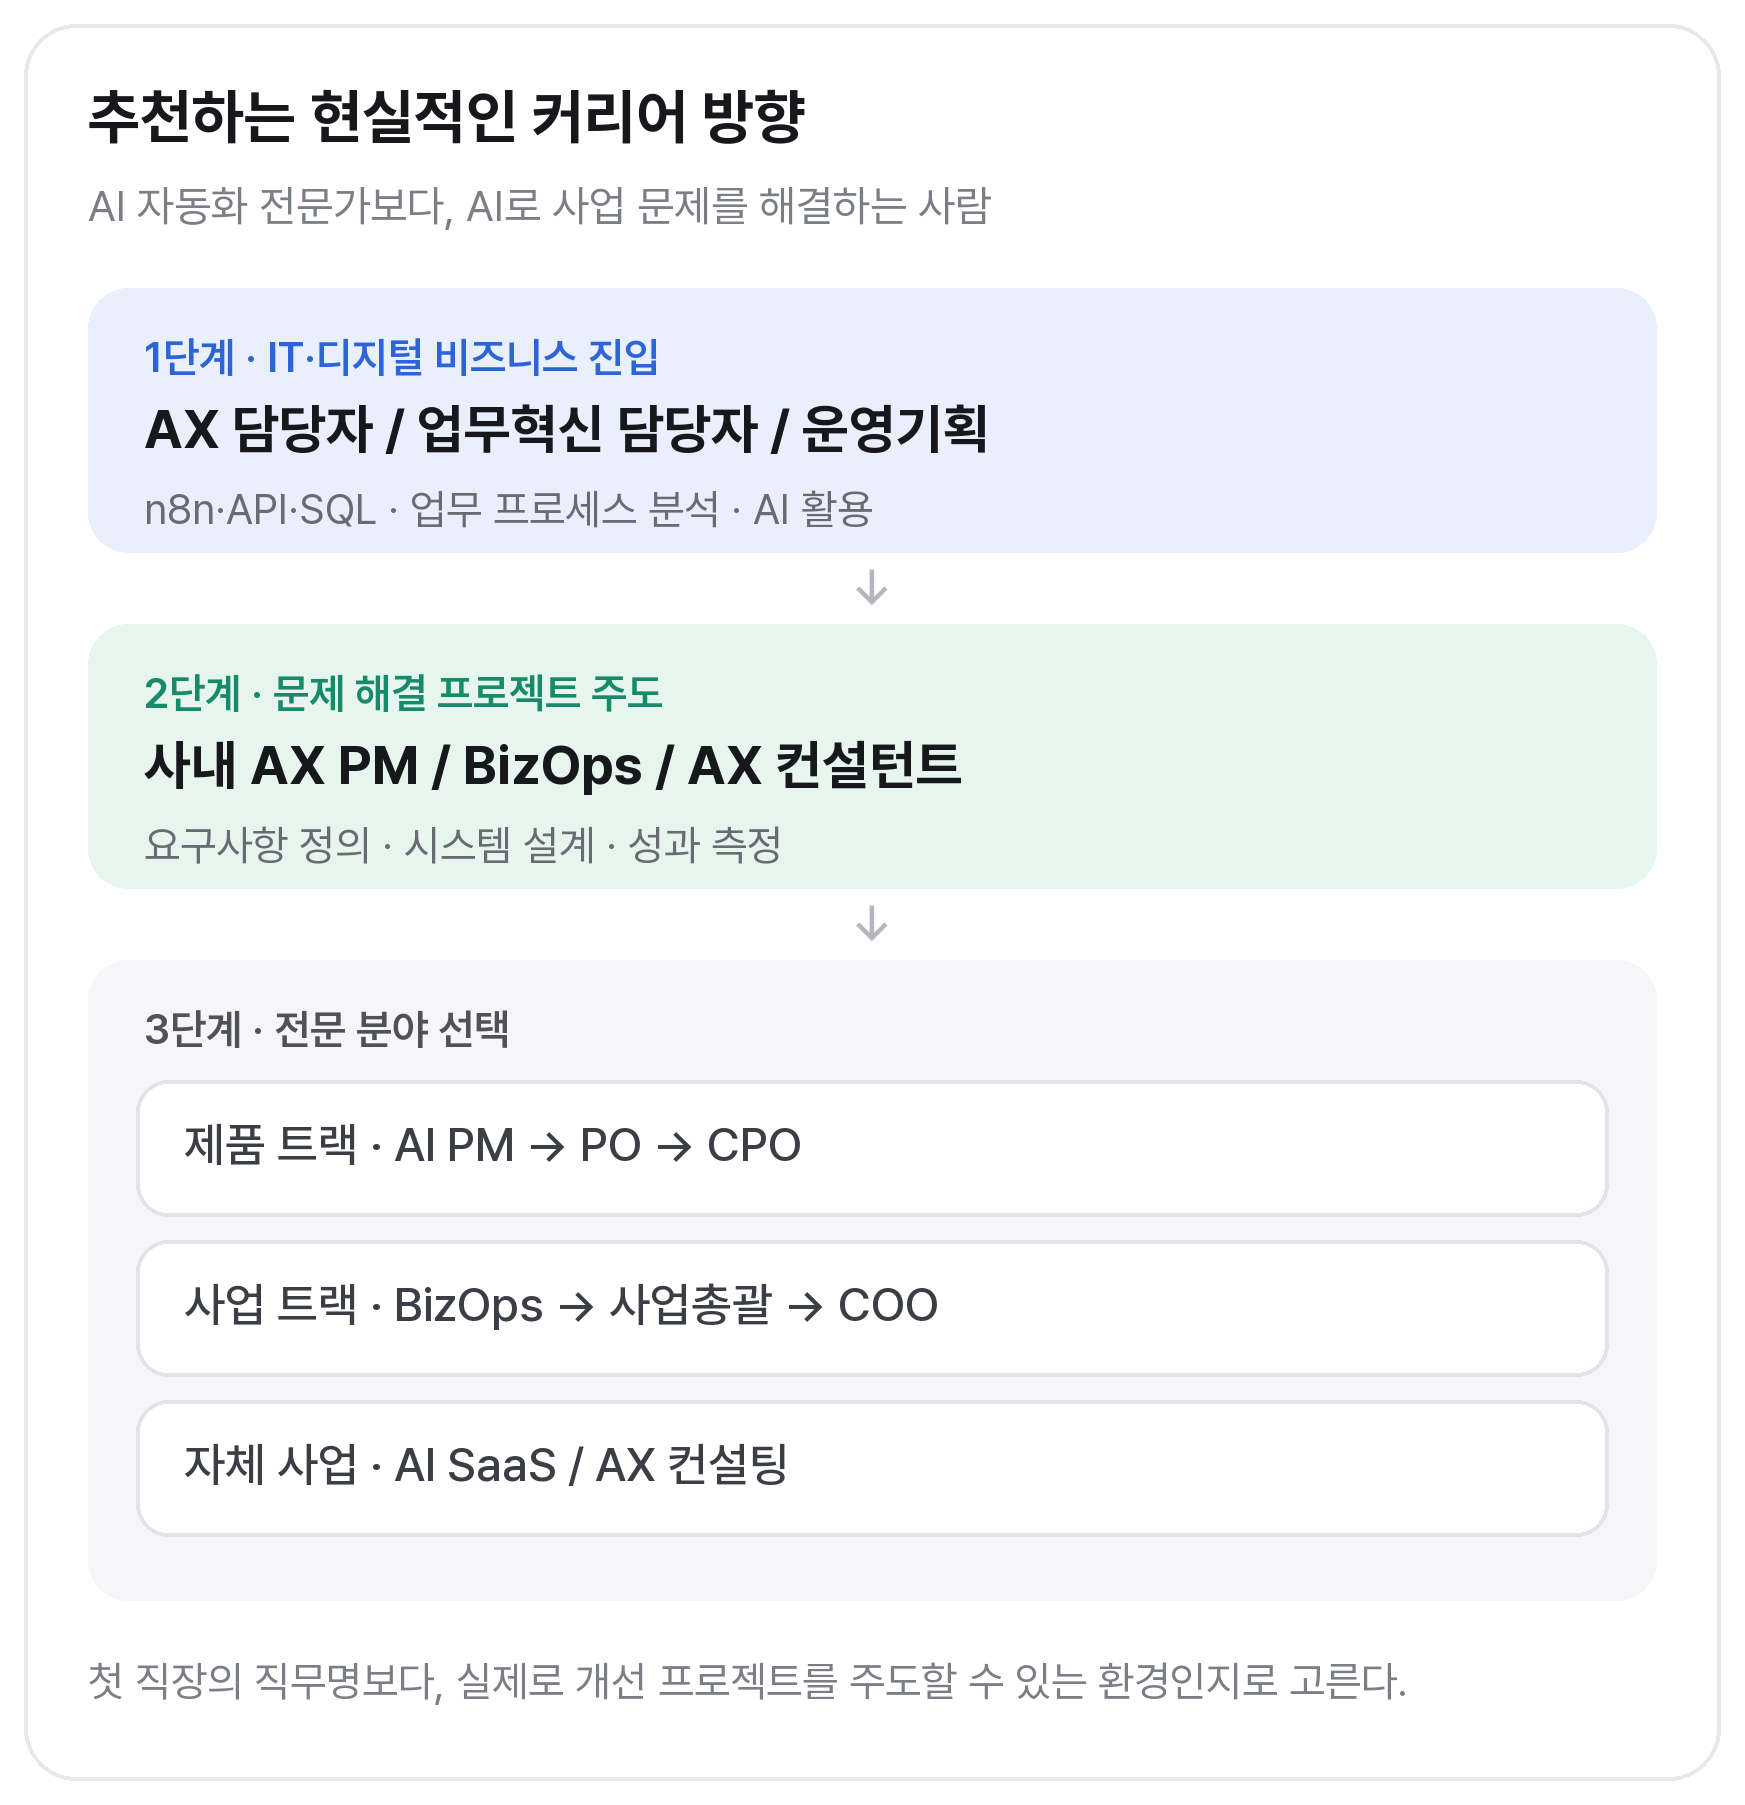 추천하는 현실적인 커리어 방향
AI 자동화 전문가보다, AI로 사업 문제를 해결하는 사람
1단계 · IT·디지털 비즈니스 진입
AX 담당자 / 업무혁신 담당자 / 운영기획
n8n·API·SQL · 업무 프로세스 분석 · AI 활용
↓
2단계 · 문제 해결 프로젝트 주도
사내 AX PM / BizOps / AX 컨설턴트
요구사항 정의 · 시스템 설계 · 성과 측정
↓
3단계 · 전문 분야 선택
제품 트랙 · AI PM → PO → CPO
사업 트랙 · BizOps → 사업총괄 → COO
자체 사업 · AI SaaS / AX 컨설팅
첫 직장의 직무명보다, 실제로 개선 프로젝트를 주도할 수 있는 환경인지로 고른다.